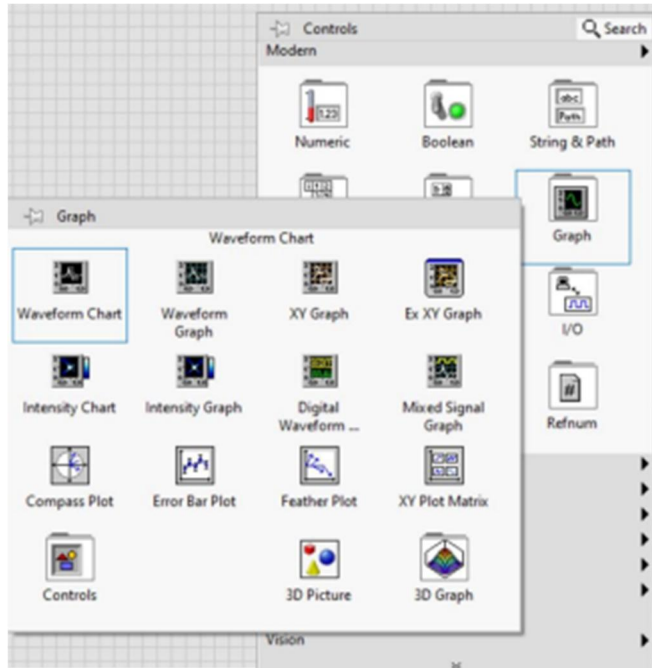 Controls
Search
Modern
Numeric
Boolean
String & Path
Graph
I/O
Refnum
Vision
Graph
Waveform Chart
Waveform Chart
Waveform
Graph
XY Graph
Ex XY Graph
Intensity Chart
Intensity Graph
Digital
Waveform ...
Mixed Signal
Graph
Compass Plot
Error Bar Plot
Feather Plot
XY Plot Matrix
Controls
3D Picture
3D Graph